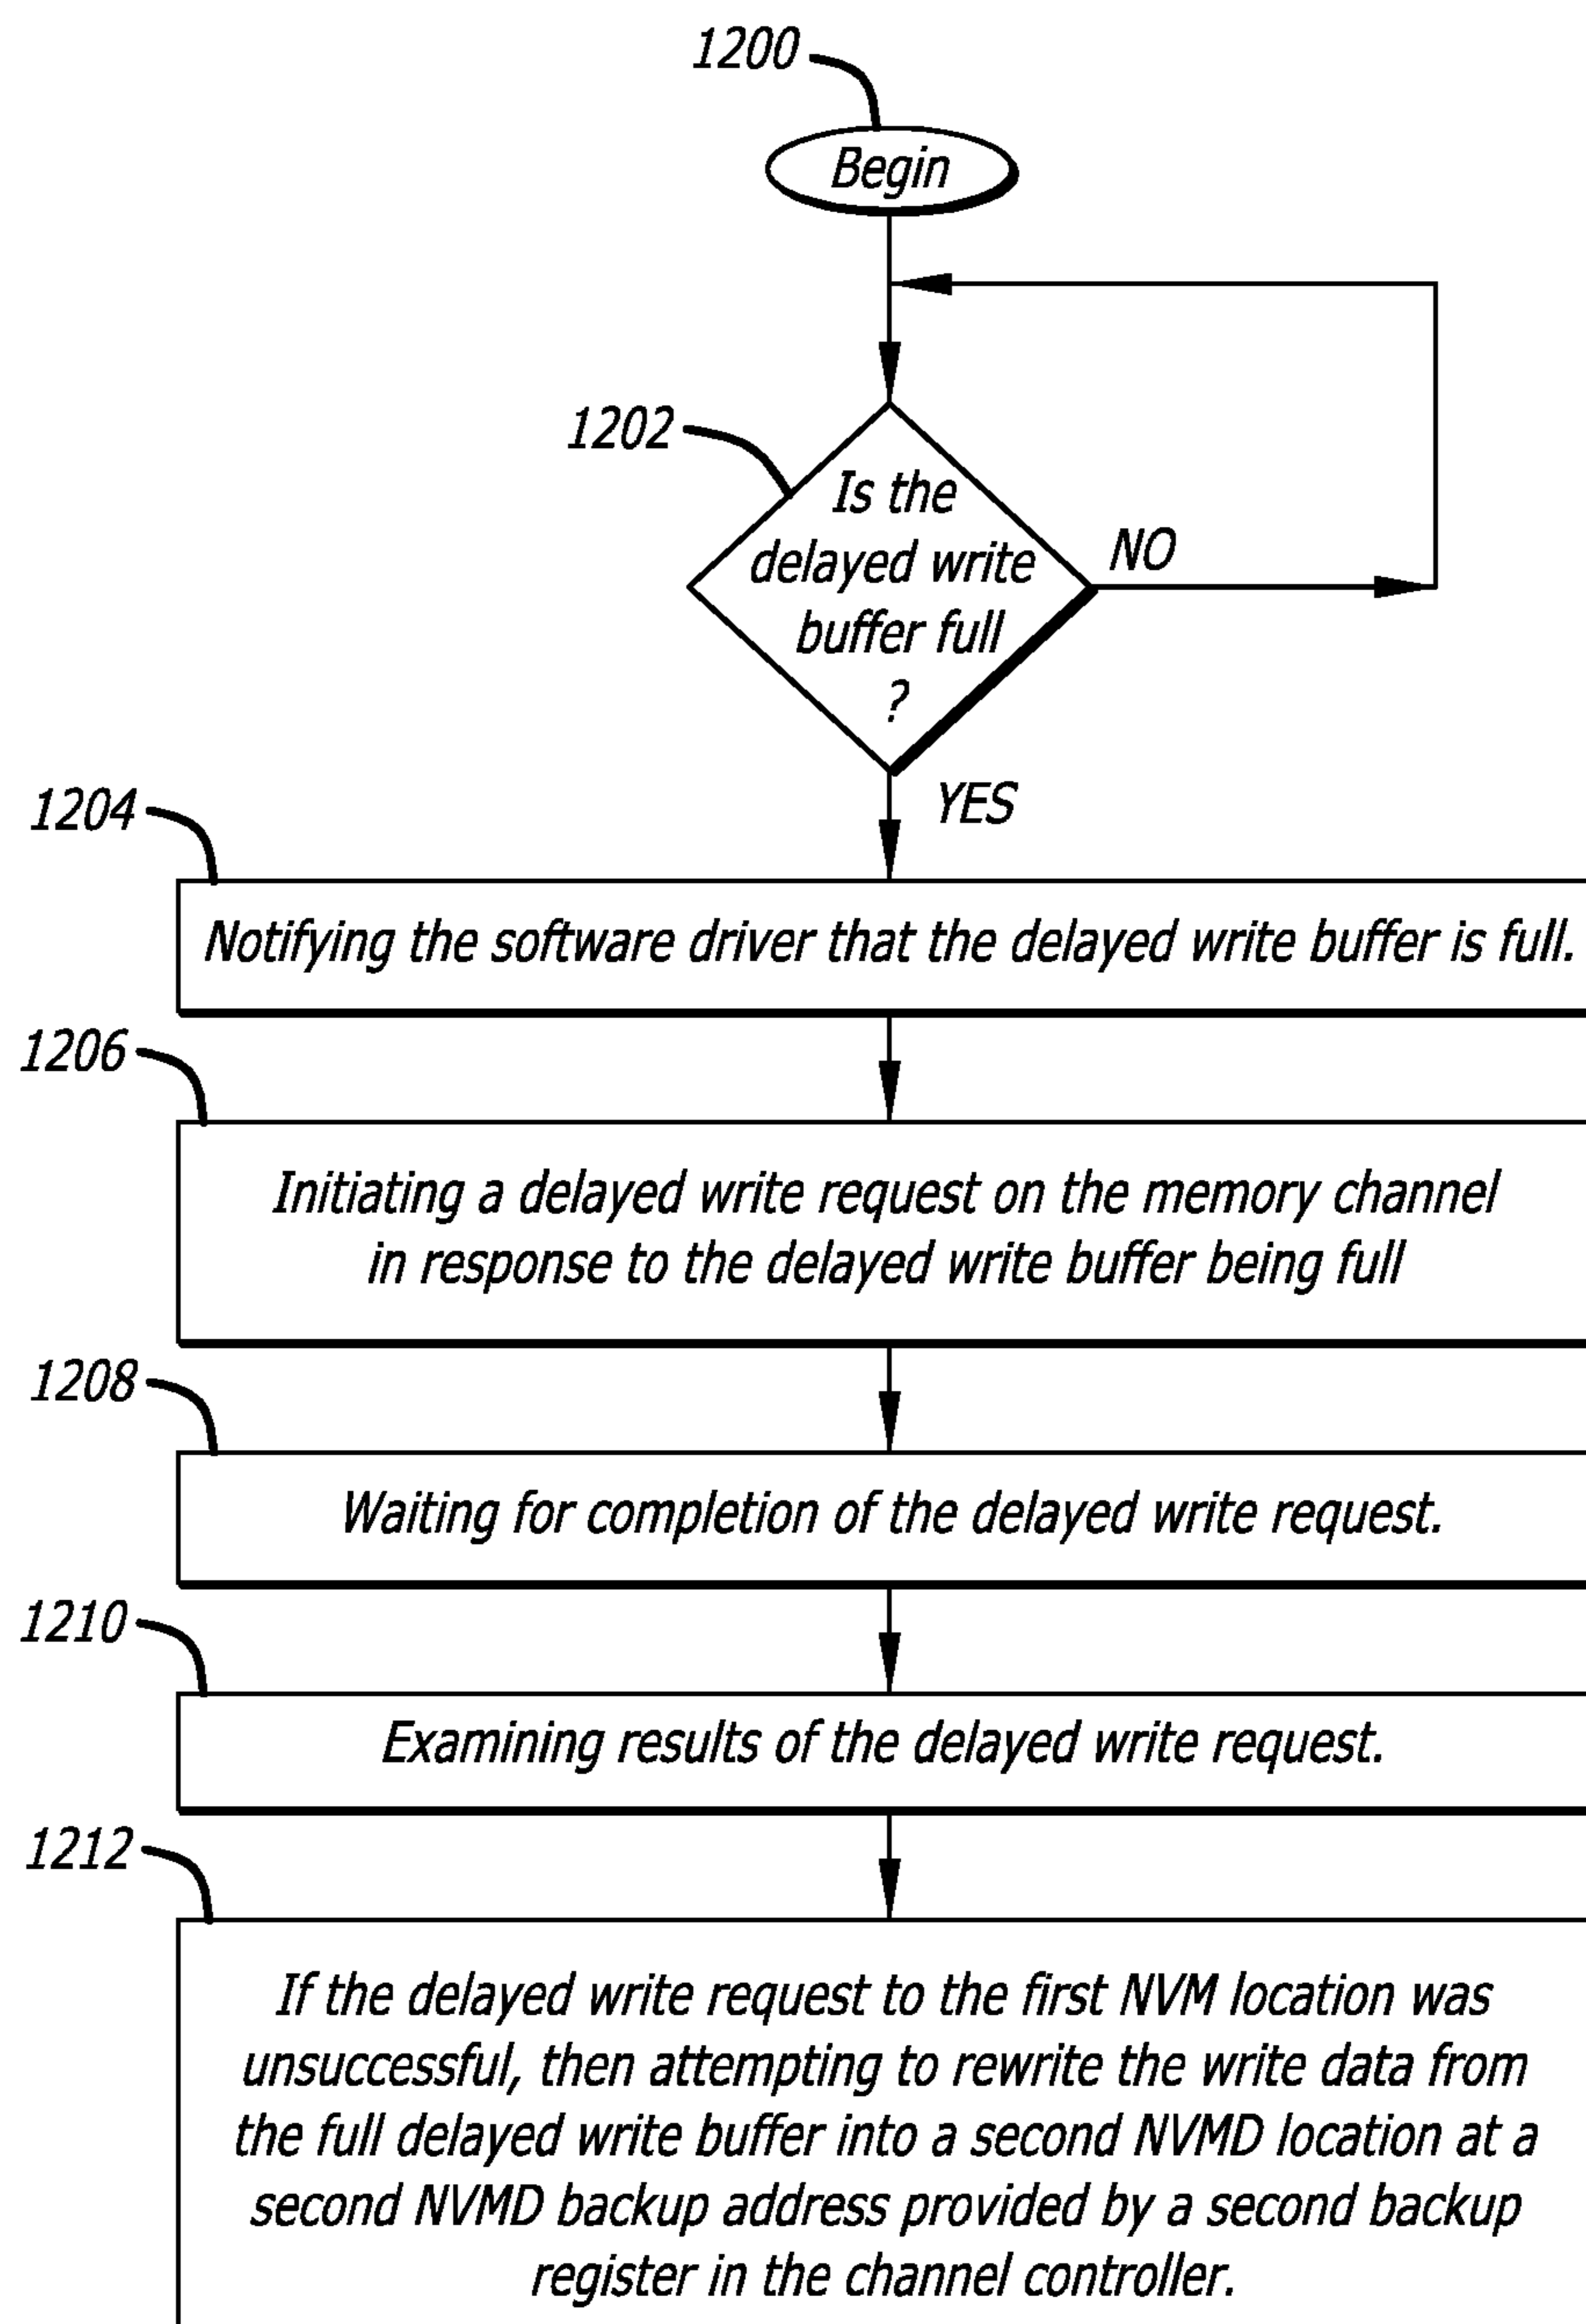 1200
Begin
1202
Is the
delayed write
buffer full
?
NO
YES
1204
Notifying the software driver that the delayed write buffer is full.
1206
Initiating a delayed write request on the memory channel
in response to the delayed write buffer being full
1208
Waiting for completion of the delayed write request.
1210
Examining results of the delayed write request.
1212
If the delayed write request to the first NVM location was
unsuccessful, then attempting to rewrite the write data from
the full delayed write buffer into a second NVMD location at a
second NVMD backup address provided by a second backup
register in the channel controller.